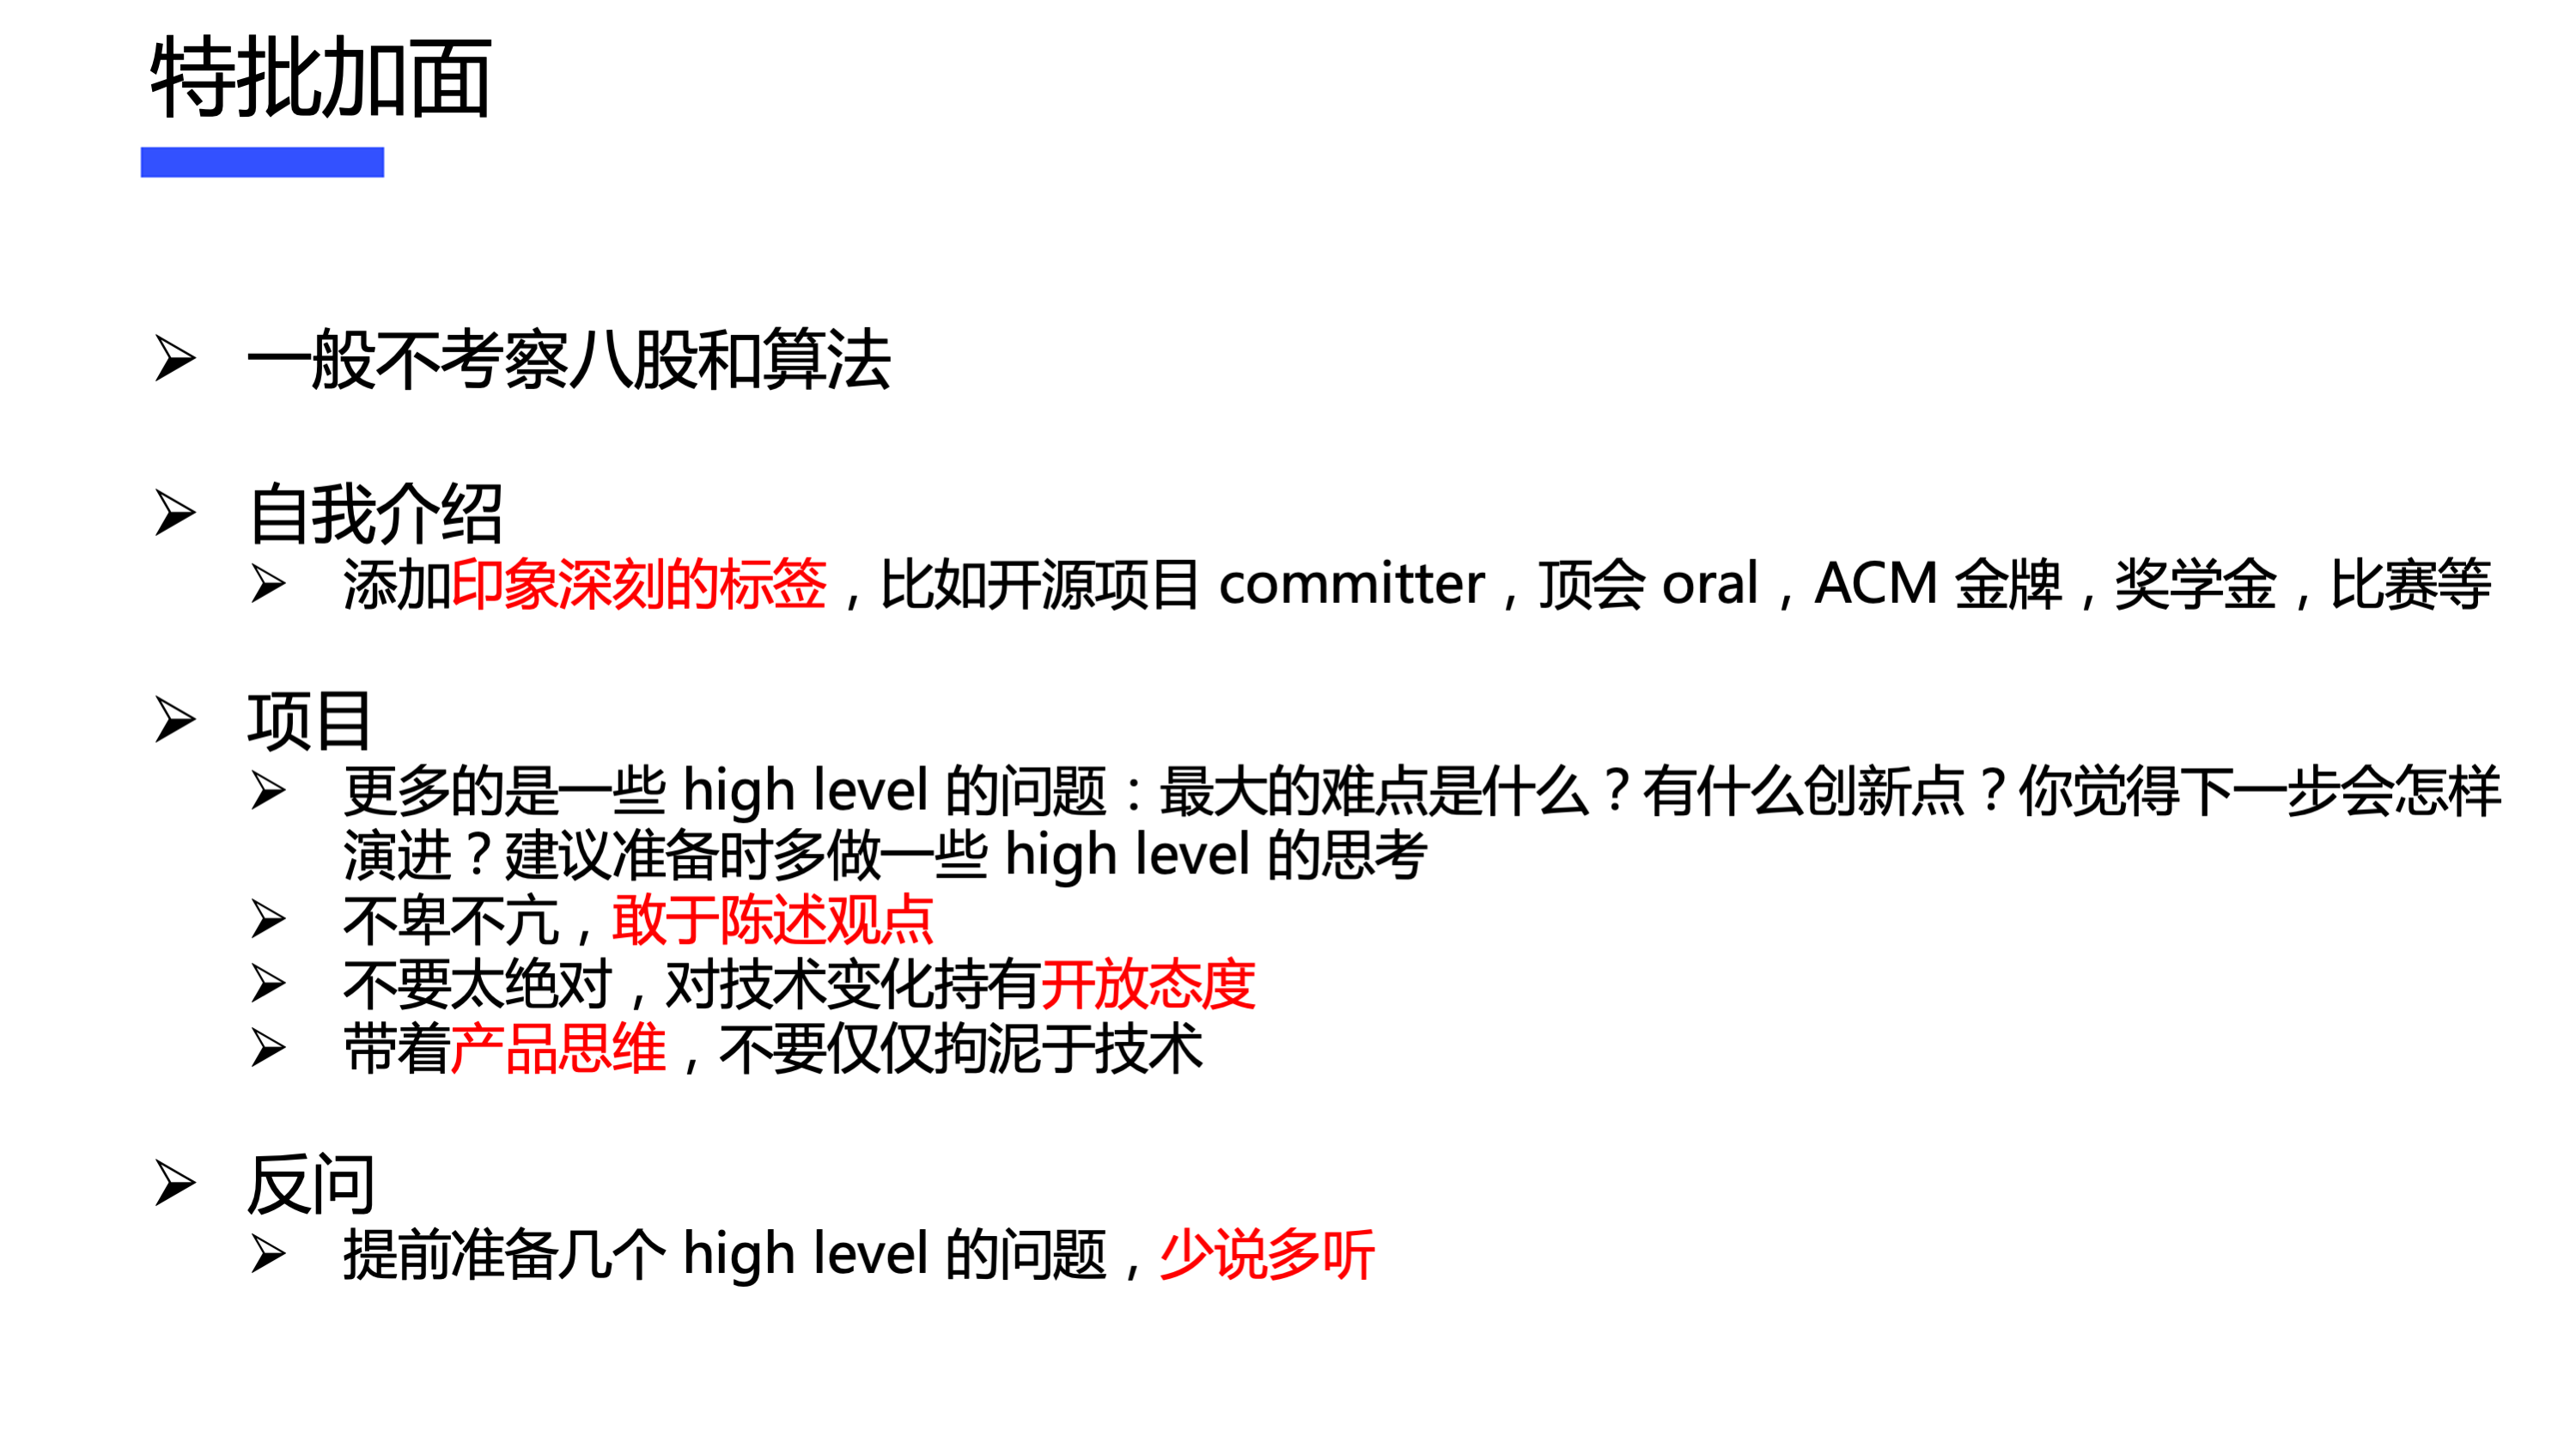 特批加面
一般不考察八股和算法
自我介绍
添加印象深刻的标签，比如开源项目 committer，顶会 oral，ACM 金牌，奖学金，比赛等
项目
更多的是一些 high level 的问题：最大的难点是什么？有什么创新点？你觉得下一步会怎样
演进？建议准备时多做一些 high level 的思考
不卑不亢，敢于陈述观点
不要太绝对，对技术变化持有开放态度
带着产品思维，不要仅仅拘泥于技术
反问
提前准备几个 high level 的问题，少说多听